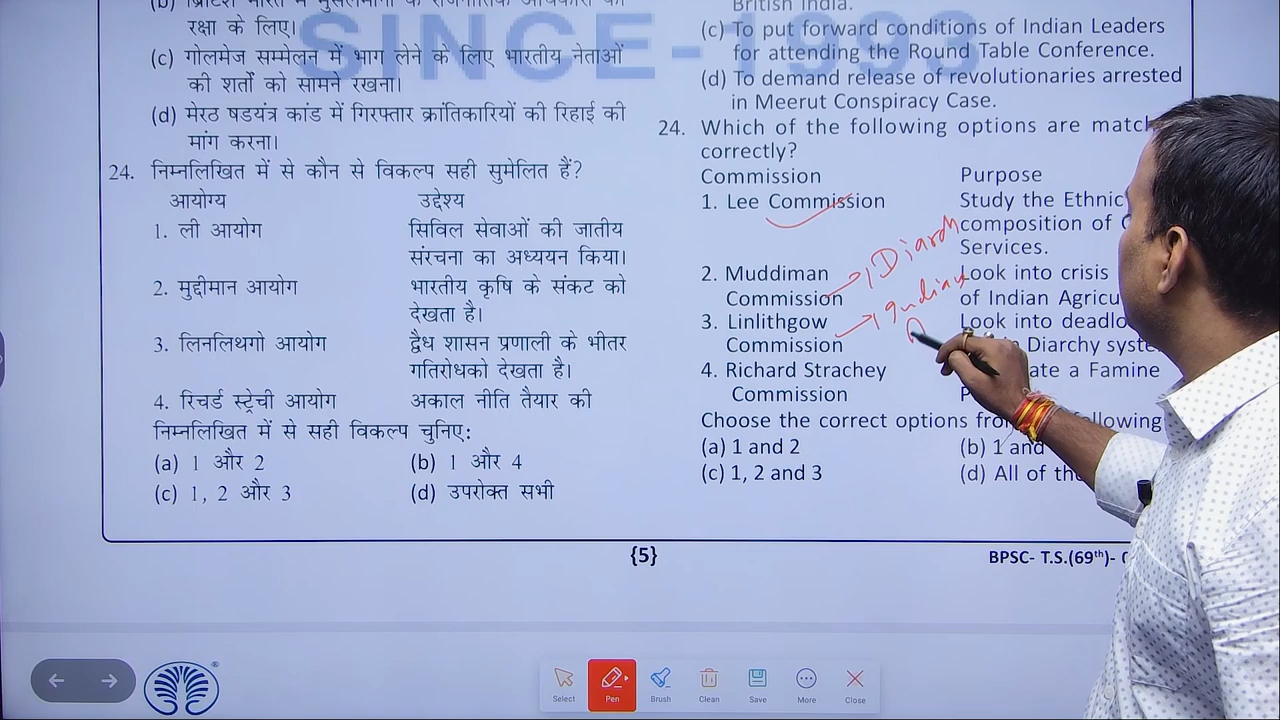 (b) ब्रिटिश भारत में मुसलमानों के राजनीतिक अधिकारों की
रक्षा के लिए।
(c) गोलमेज सम्मेलन में भाग लेने के लिए भारतीय नेताओं
की शर्तों को सामने रखना।
(d) मेरठ षडयंत्र कांड में गिरफ्तार क्रांतिकारियों की रिहाई की
मांग करना।
24. निम्नलिखित में से कौन से विकल्प सही सुमेलित हैं?
आयोग्य उद्देश्य
1. ली आयोग सिविल सेवाओं की जातीय
संरचना का अध्ययन किया।
2. मुद्दीमान आयोग भारतीय कृषि के संकट को
देखता है।
3. लिनलिथगो आयोग द्वैध शासन प्रणाली के भीतर
गतिरोधको देखता है।
4. रिचर्ड स्ट्रेची आयोग अकाल नीति तैयार की
निम्नलिखित में से सही विकल्प चुनिए:
(a) 1 और 2 (b) 1 और 4
(c) 1, 2 और 3 (d) उपरोक्त सभी
British India.
(c) To put forward conditions of Indian Leaders
for attending the Round Table Conference.
(d) To demand release of revolutionaries arrested
in Meerut Conspiracy Case.
24. Which of the following options are match
correctly?
Commission Purpose
1. Lee Commission Study the Ethnic
composition of C
Services.
2. Muddiman Look into crisis
Commission of Indian Agricu
3. Linlithgow Look into deadlo
Commission Diarchy syste
4. Richard Strachey ate a Famine
Commission P
Choose the correct options fro following
(a) 1 and 2 (b) 1 and
(c) 1, 2 and 3 (d) All of the
Diarch
Indian
SINCE-1998
{5} BPSC- T.S.(69th)-
Select Pen Brush Clean Save More Close